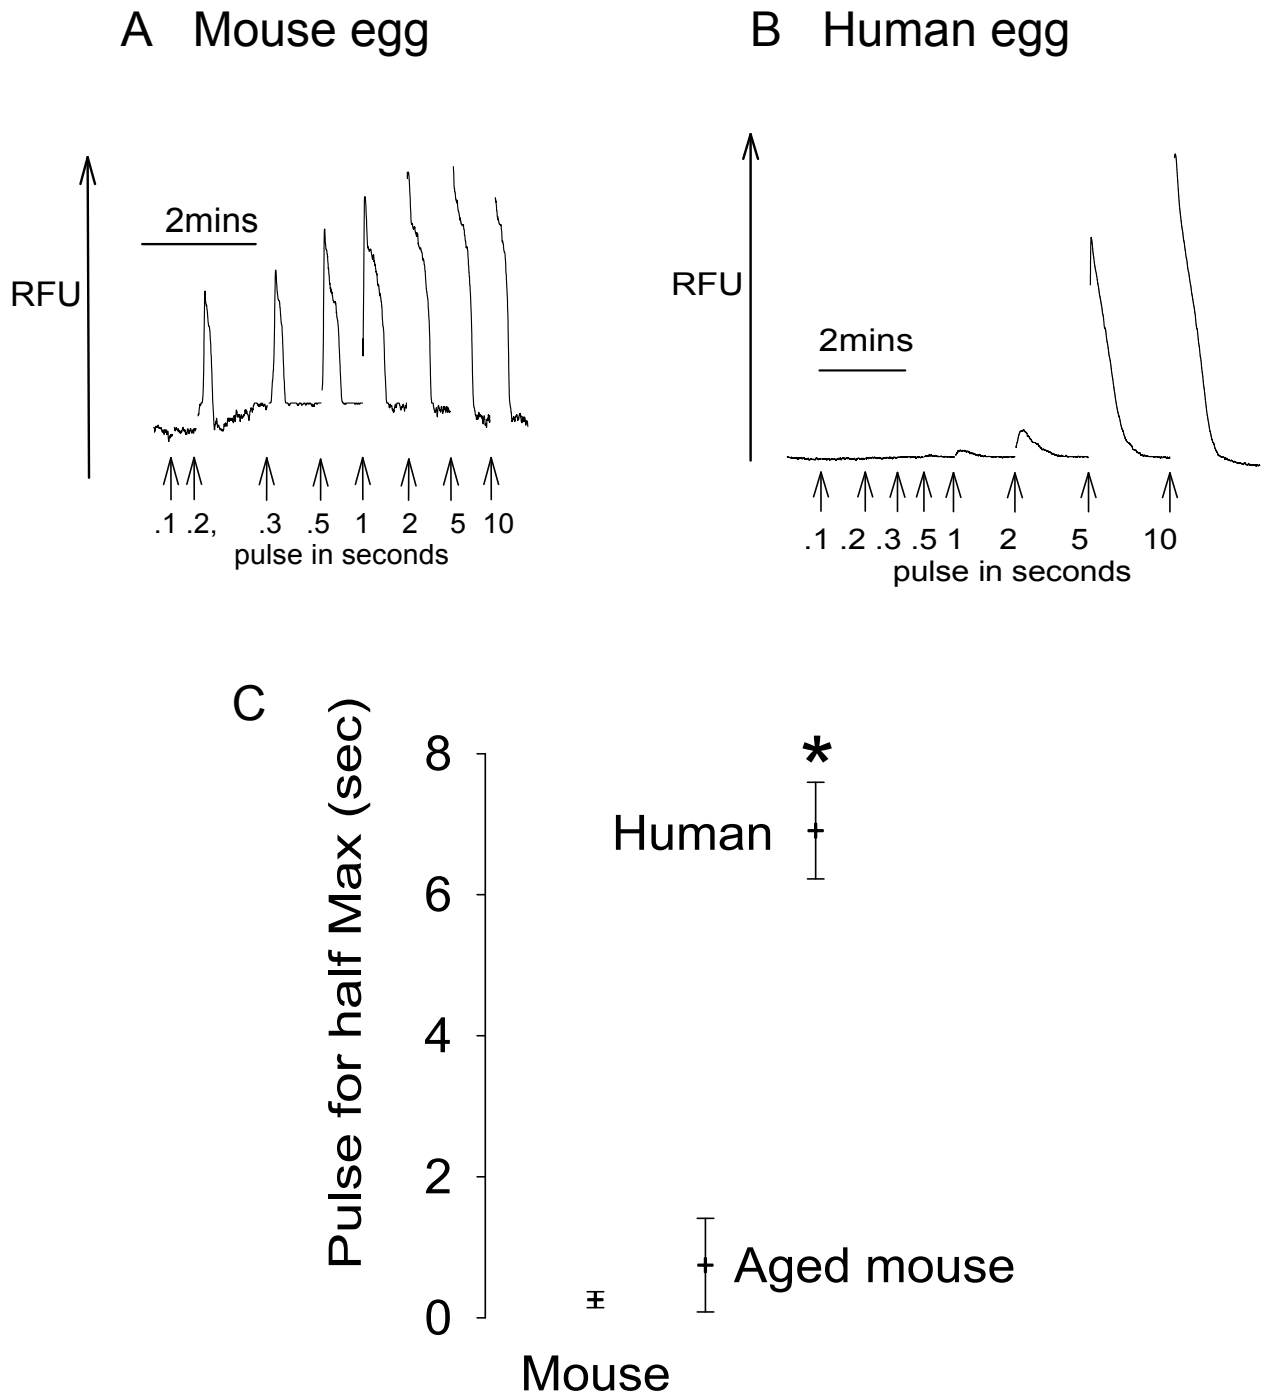 A Mouse egg
2mins
RFU
.1 .2, .3 .5 1 2 5 10
pulse in seconds
B Human egg
RFU
2mins
.1 .2 .3 .5 1 2 5 10
pulse in seconds
C
Pulse for half Max (sec)
8
6
4
2
0
*
Human
Aged mouse
Mouse